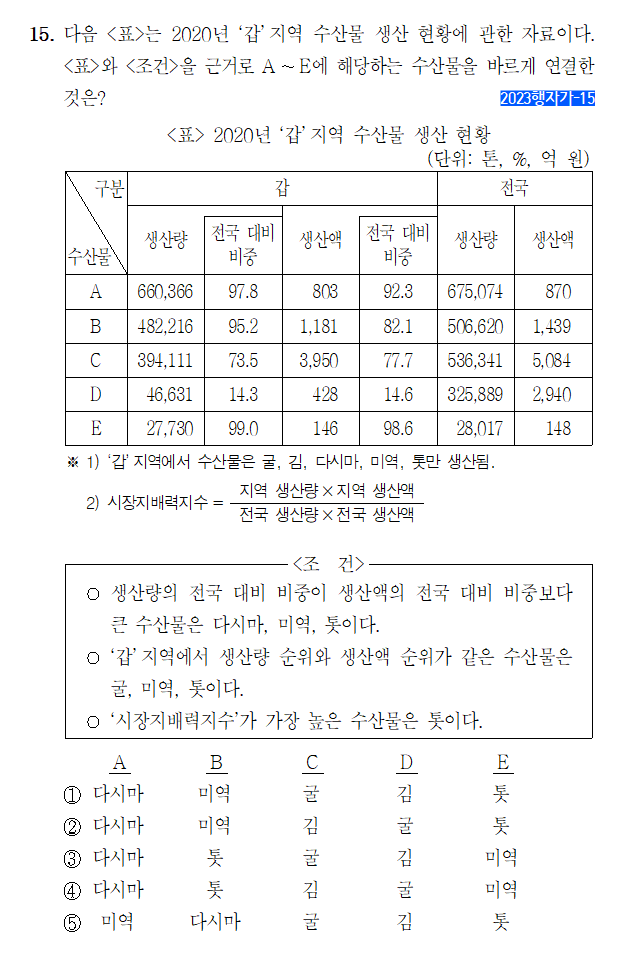 15. 다음 <표>는 2020년 ‘갑’지역 수산물 생산 현황에 관한 자료이다.
<표>와 <조건>을 근거로 A ~ E에 해당하는 수산물을 바르게 연결한
것은? 2023행자가-15
<표> 2020년 ‘갑’지역 수산물 생산 현황
(단위: 톤, %, 억 원)
구분 갑 전국
수산물 생산량 전국 대비 비중 생산액 전국 대비 비중 생산량 생산액
A 660,366 97.8 803 92.3 675,074 870
B 482,216 95.2 1,181 82.1 506,620 1,439
C 394,111 73.5 3,950 77.7 536,341 5,084
D 46,631 14.3 428 14.6 325,889 2,940
E 27,730 99.0 146 98.6 28,017 148
※ 1) ‘갑’지역에서 수산물은 굴, 김, 다시마, 미역, 톳만 생산됨.
2) 시장지배력지수 = 지역 생산량×지역 생산액
전국 생산량×전국 생산액
<조 건>
○ 생산량의 전국 대비 비중이 생산액의 전국 대비 비중보다
큰 수산물은 다시마, 미역, 톳이다.
○ ‘갑’지역에서 생산량 순위와 생산액 순위가 같은 수산물은
굴, 미역, 톳이다.
○ ‘시장지배력지수’가 가장 높은 수산물은 톳이다.
A B C D E
① 다시마 미역 굴 김 톳
② 다시마 미역 김 굴 톳
③ 다시마 톳 굴 김 미역
④ 다시마 톳 김 굴 미역
⑤ 미역 다시마 굴 김 톳